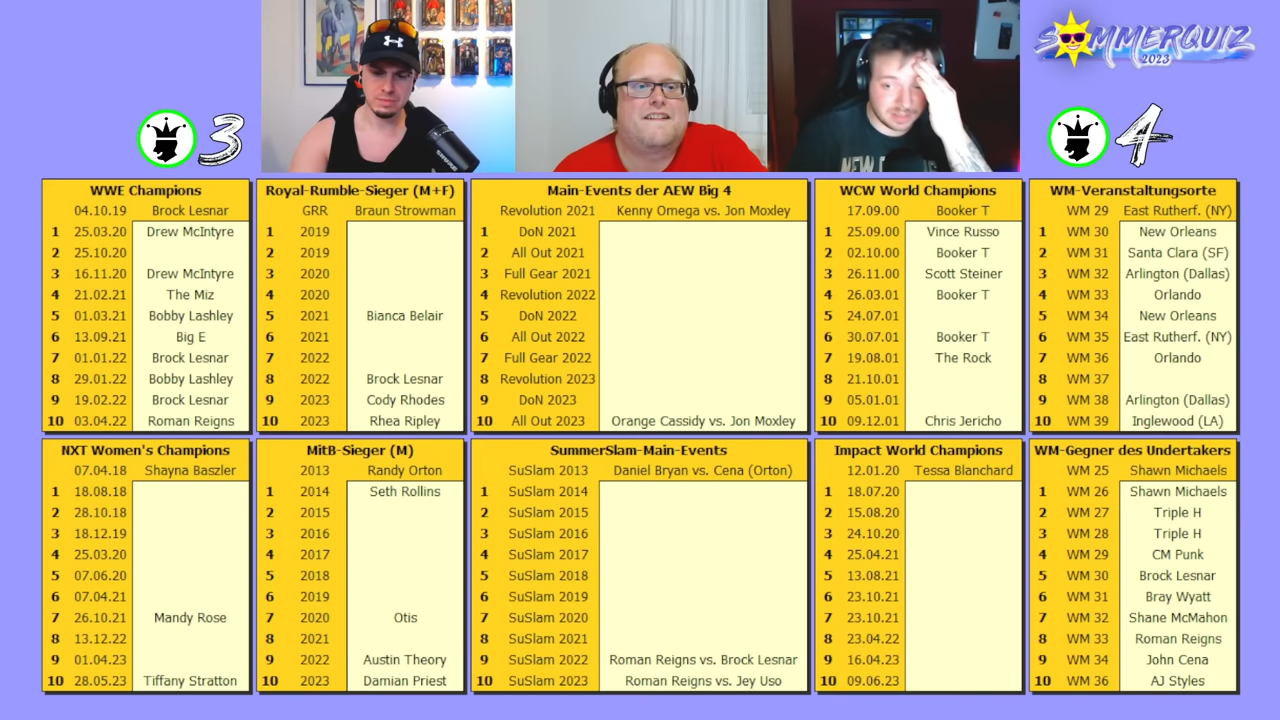 SOMMERQUIZ
2023
3
4
NEW
WWE Champions
04.10.19 Brock Lesnar
1 25.03.20 Drew McIntyre
2 25.10.20
3 16.11.20 Drew McIntyre
4 21.02.21 The Miz
5 01.03.21 Bobby Lashley
6 13.09.21 Big E
7 01.01.22 Brock Lesnar
8 29.01.22 Bobby Lashley
9 19.02.22 Brock Lesnar
10 03.04.22 Roman Reigns
Royal-Rumble-Sieger (M+F)
GRR Braun Strowman
1 2019
2 2019
3 2020
4 2020
5 2021 Bianca Belair
6 2021
7 2022
8 2022 Brock Lesnar
9 2023 Cody Rhodes
10 2023 Rhea Ripley
Main-Events der AEW Big 4
Revolution 2021 Kenny Omega vs. Jon Moxley
1 DoN 2021
2 All Out 2021
3 Full Gear 2021
4 Revolution 2022
5 DoN 2022
6 All Out 2022
7 Full Gear 2022
8 Revolution 2023
9 DoN 2023
10 All Out 2023 Orange Cassidy vs. Jon Moxley
WCW World Champions
17.09.00 Booker T
1 25.09.00 Vince Russo
2 02.10.00 Booker T
3 26.11.00 Scott Steiner
4 26.03.01 Booker T
5 24.07.01
6 30.07.01 Booker T
7 19.08.01 The Rock
8 21.10.01
9 05.01.01
10 09.12.01 Chris Jericho
WM-Veranstaltungsorte
WM 29 East Rutherf. (NY)
1 WM 30 New Orleans
2 WM 31 Santa Clara (SF)
3 WM 32 Arlington (Dallas)
4 WM 33 Orlando
5 WM 34 New Orleans
6 WM 35 East Rutherf. (NY)
7 WM 36 Orlando
8 WM 37
9 WM 38 Arlington (Dallas)
10 WM 39 Inglewood (LA)
NXT Women's Champions
07.04.18 Shayna Baszler
1 18.08.18
2 28.10.18
3 18.12.19
4 25.03.20
5 07.06.20
6 07.04.21
7 26.10.21 Mandy Rose
8 13.12.22
9 01.04.23
10 28.05.23 Tiffany Stratton
MitB-Sieger (M)
2013 Randy Orton
1 2014 Seth Rollins
2 2015
3 2016
4 2017
5 2018
6 2019
7 2020 Otis
8 2021
9 2022 Austin Theory
10 2023 Damian Priest
SummerSlam-Main-Events
SuSlam 2013 Daniel Bryan vs. Cena (Orton)
1 SuSlam 2014
2 SuSlam 2015
3 SuSlam 2016
4 SuSlam 2017
5 SuSlam 2018
6 SuSlam 2019
7 SuSlam 2020
8 SuSlam 2021
9 SuSlam 2022 Roman Reigns vs. Brock Lesnar
10 SuSlam 2023 Roman Reigns vs. Jey Uso
Impact World Champions
12.01.20 Tessa Blanchard
1 18.07.20
2 15.08.20
3 24.10.20
4 25.04.21
5 13.08.21
6 23.10.21
7 23.10.21
8 23.04.22
9 16.04.23
10 09.06.23
WM-Gegner des Undertakers
WM 25 Shawn Michaels
1 WM 26 Shawn Michaels
2 WM 27 Triple H
3 WM 28 Triple H
4 WM 29 CM Punk
5 WM 30 Brock Lesnar
6 WM 31 Bray Wyatt
7 WM 32 Shane McMahon
8 WM 33 Roman Reigns
9 WM 34 John Cena
10 WM 36 AJ Styles